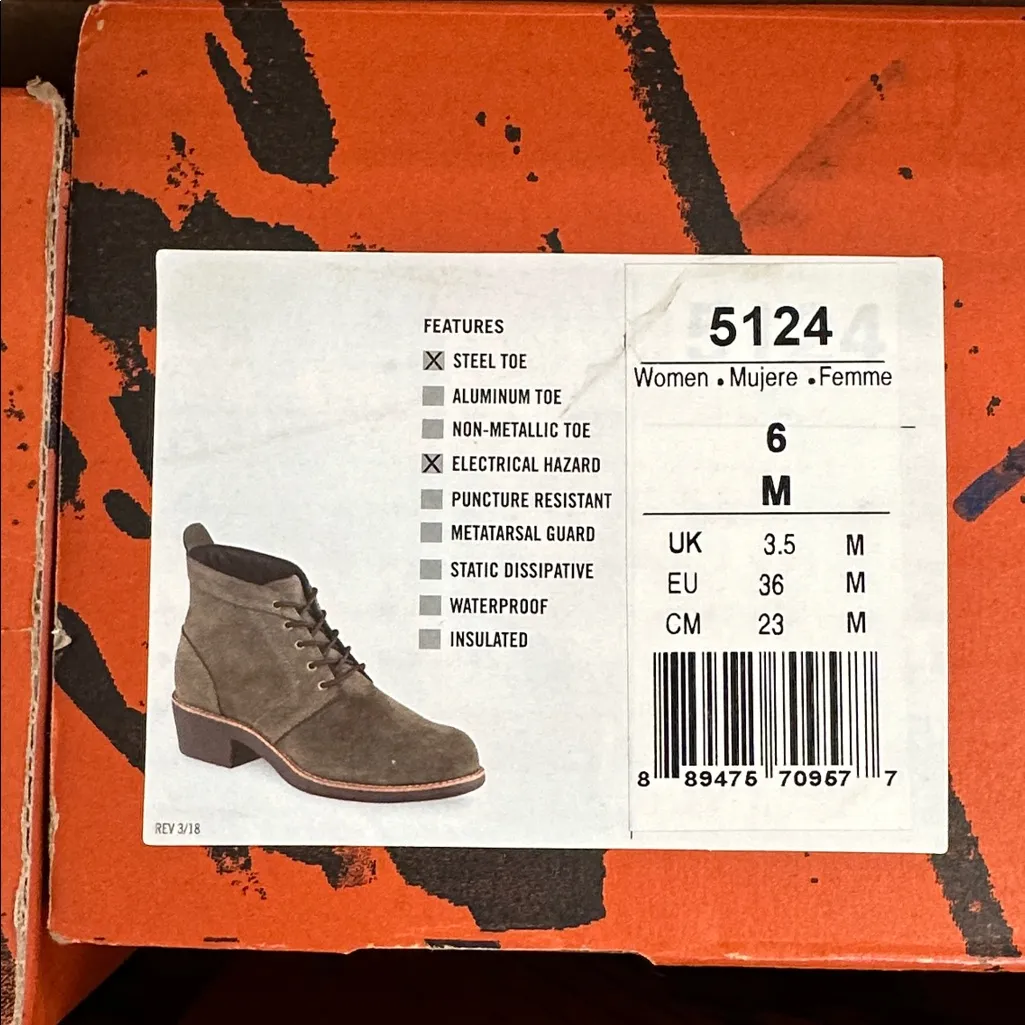 FEATURES
X STEEL TOE
ALUMINUM TOE
NON-METALLIC TOE
X ELECTRICAL HAZARD
PUNCTURE RESISTANT
METATARSAL GUARD
STATIC DISSIPATIVE
WATERPROOF
INSULATED
REV 3/18
5124
Women • Mujere • Femme
6
M
UK 3.5 M
EU 36 M
CM 23 M
8 89475 70957 7